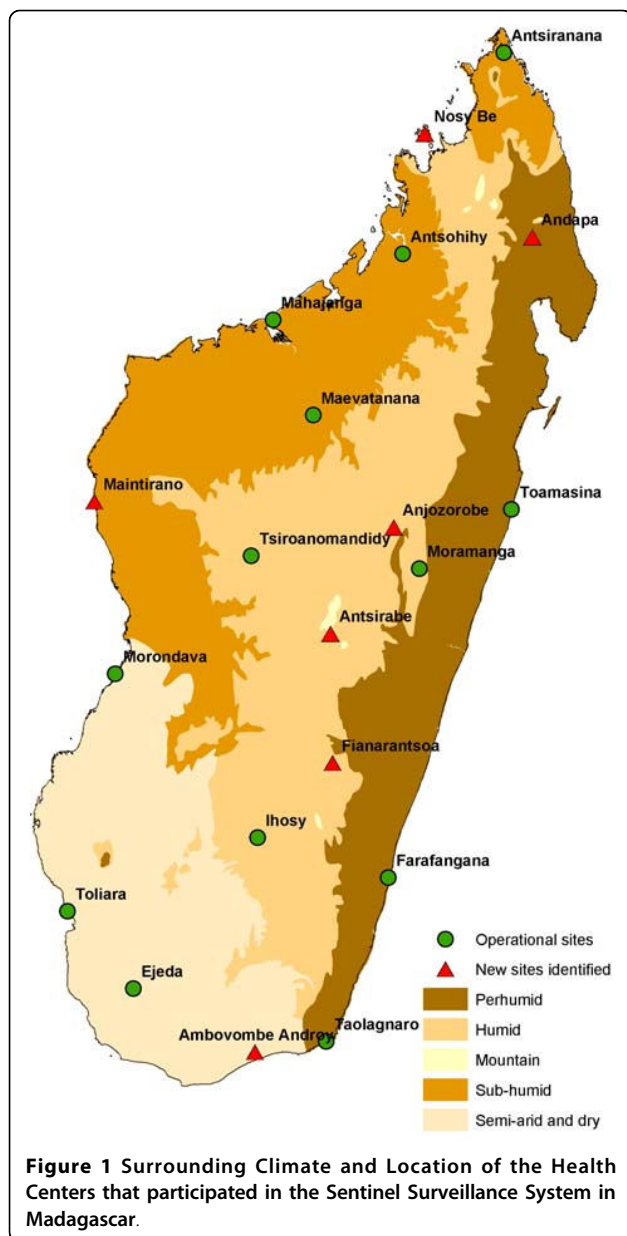 Antsiranana
Nosy Be
Andapa
Antsohihy
Mahajanga
Maevatanana
Maintirano
Toamasina
Anjozorobe
Tsiroanomandidy
Moramanga
Antsirabe
Morondava
Fianarantsoa
Ihosy
Farafangana
Toliara
Ejeda
Ambovombe Androy
Taolagnaro
Operational sites
New sites identified
Perhumid
Humid
Mountain
Sub-humid
Semi-arid and dry
Figure 1 Surrounding Climate and Location of the Health
Centers that participated in the Sentinel Surveillance System in
Madagascar.